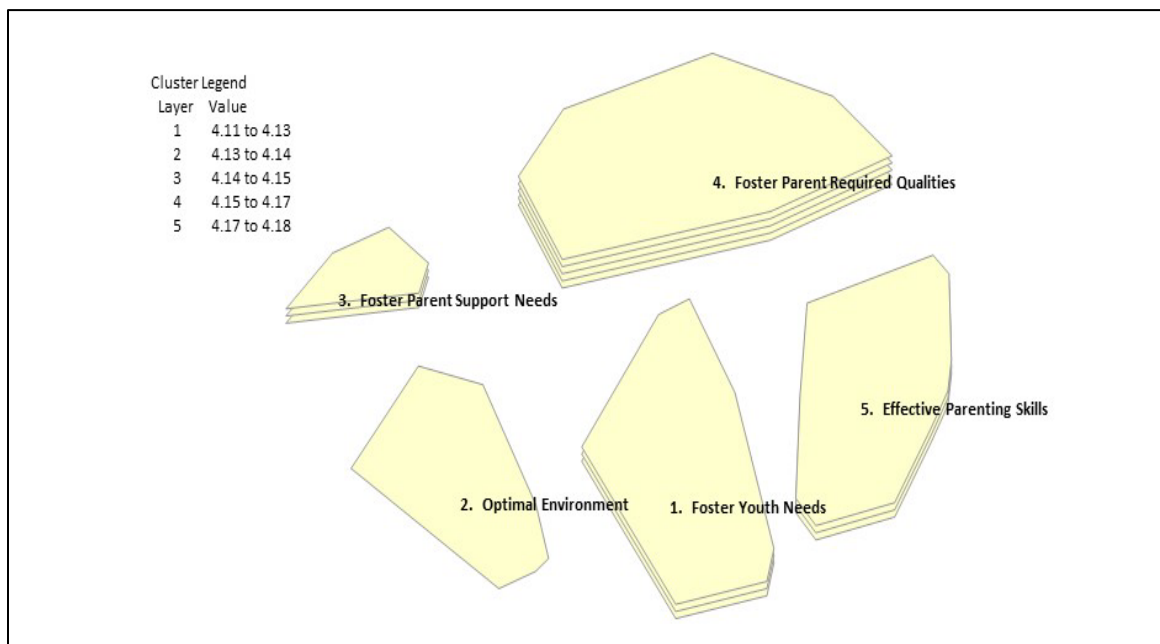 Cluster Legend
Layer Value
1 4.11 to 4.13
2 4.13 to 4.14
3 4.14 to 4.15
4 4.15 to 4.17
5 4.17 to 4.18
4. Foster Parent Required Qualities
3. Foster Parent Support Needs
5. Effective Parenting Skills
2. Optimal Environment
1. Foster Youth Needs